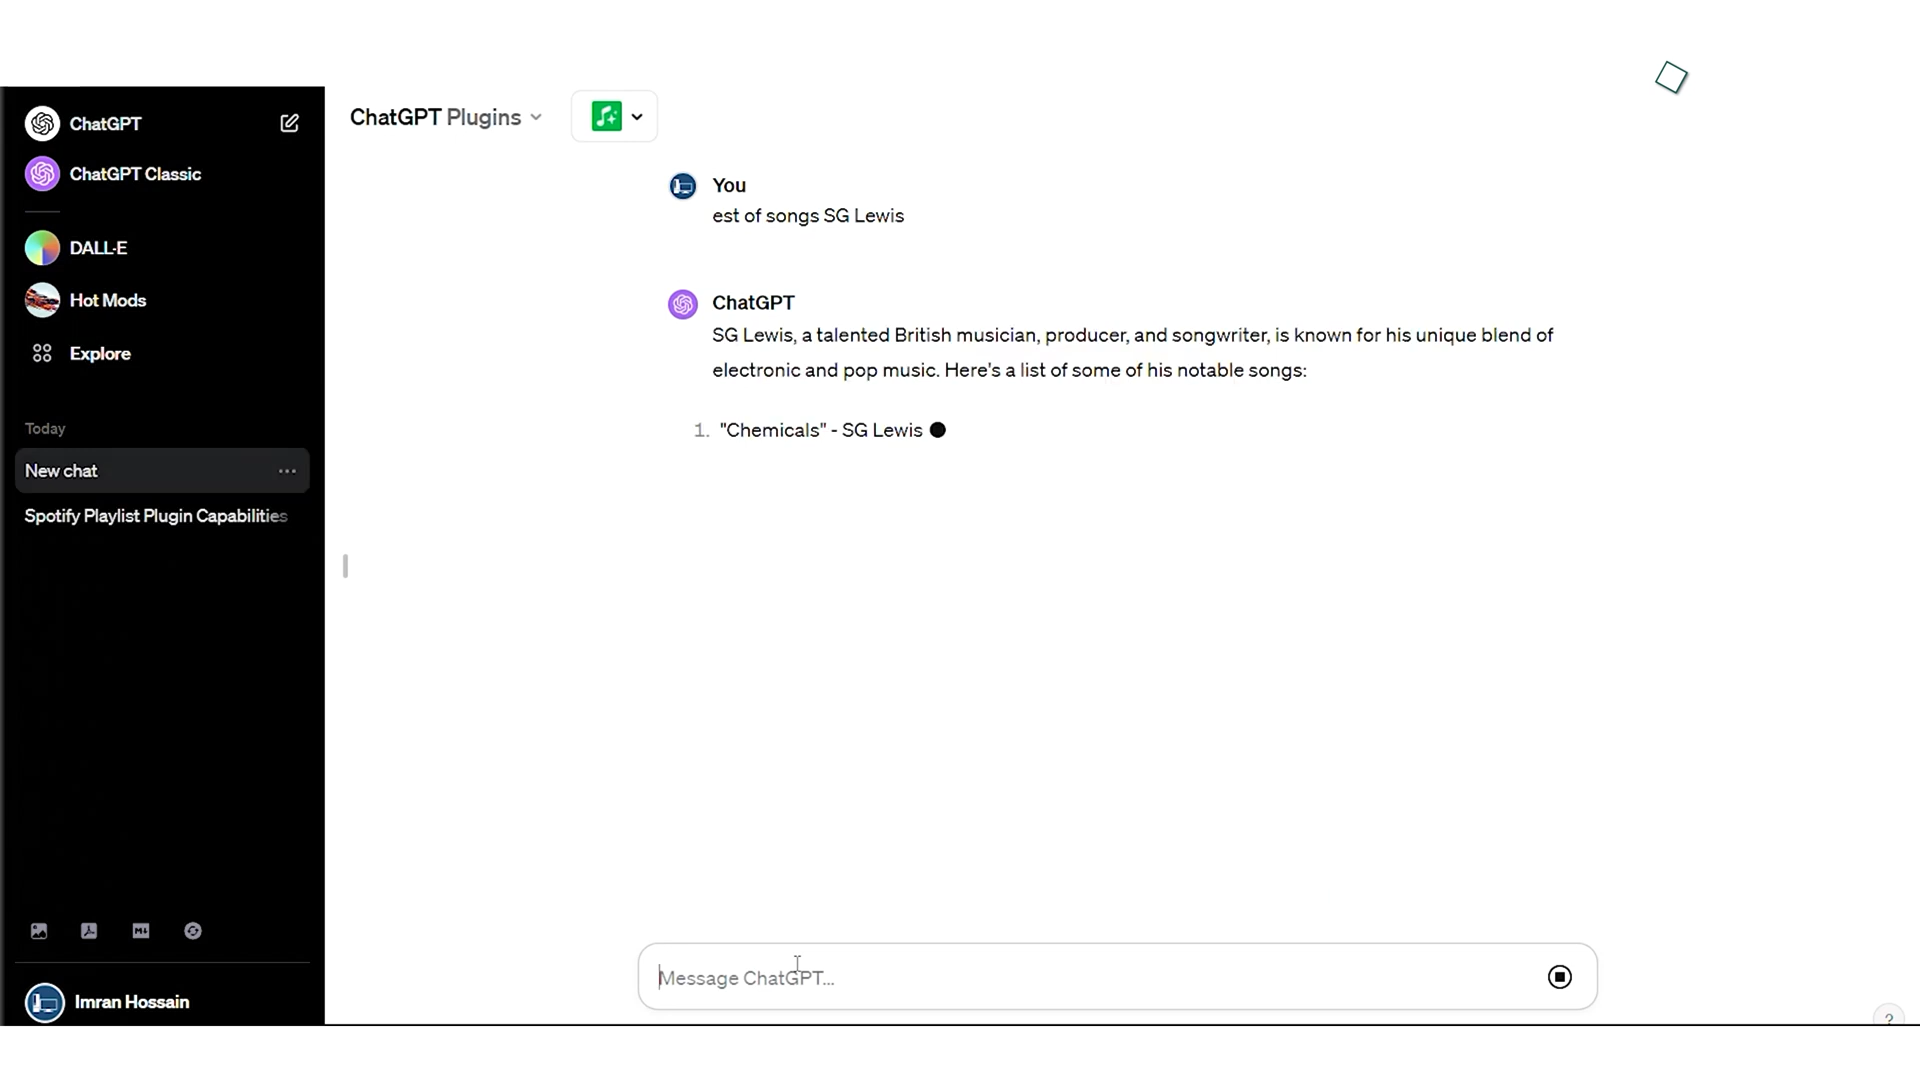 ChatGPT
ChatGPT Classic
DALL·E
Hot Mods
Explore
Today
New chat
Spotify Playlist Plugin Capabilities
Imran Hossain
ChatGPT Plugins
You
est of songs SG Lewis
ChatGPT
SG Lewis, a talented British musician, producer, and songwriter, is known for his unique blend of
electronic and pop music. Here's a list of some of his notable songs:
1. "Chemicals" - SG Lewis
Message ChatGPT...
?